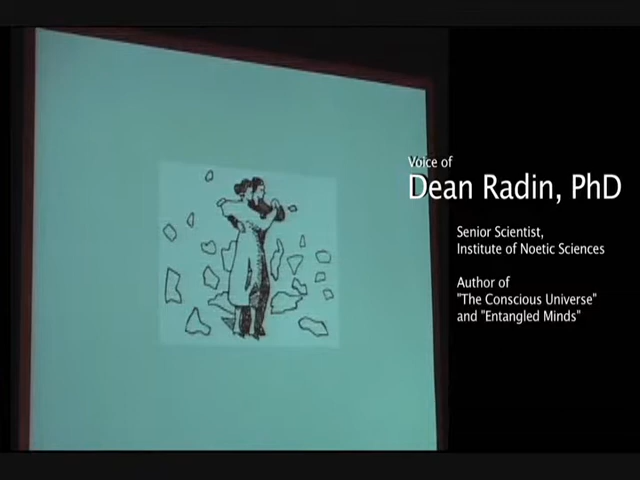 Voice of
Dean Radin, PhD
Senior Scientist,
Institute of Noetic Sciences
Author of
"The Conscious Universe"
and "Entangled Minds"